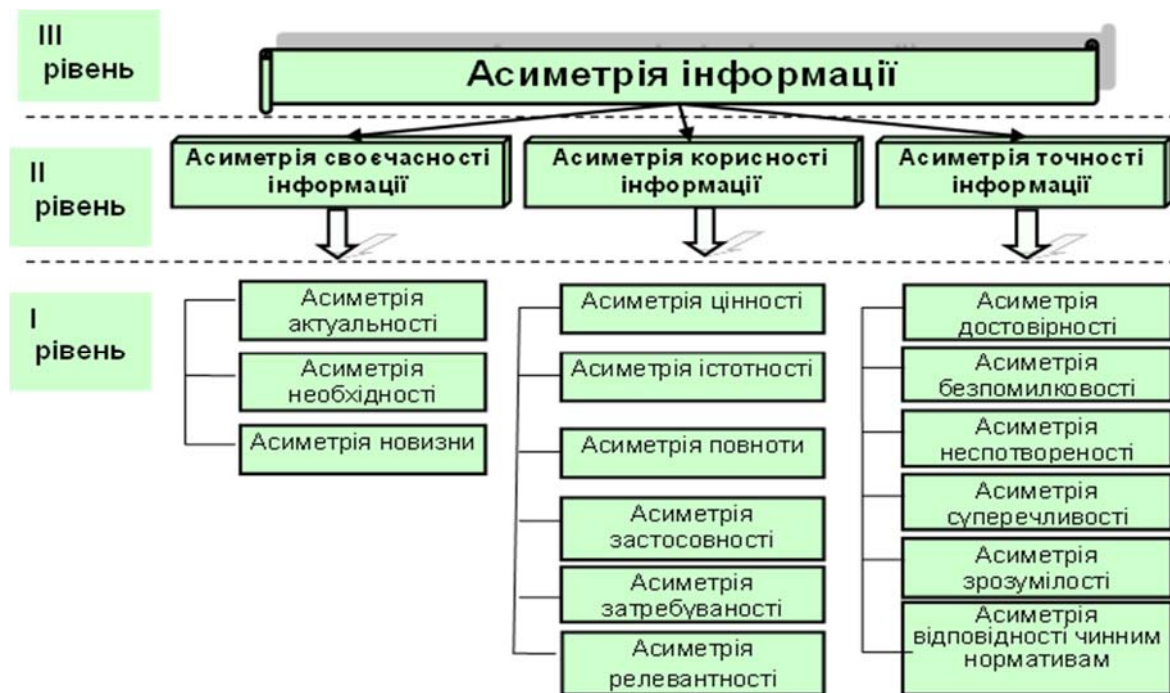 III
рівень
Асиметрія інформації
II
рівень
Асиметрія своєчасності
інформації
Асиметрія корисності
інформації
Асиметрія точності
інформації
I
рівень
Асиметрія
актуальності
Асиметрія
необхідності
Асиметрія новизни
Асиметрія цінності
Асиметрія істотності
Асиметрія повноти
Асиметрія
застосовності
Асиметрія
затребуваності
Асиметрія
релевантності
Асиметрія
достовірності
Асиметрія
безпомилковості
Асиметрія
неспотвореності
Асиметрія
суперечливості
Асиметрія
зрозумілості
Асиметрія
відповідності чинним
нормативам